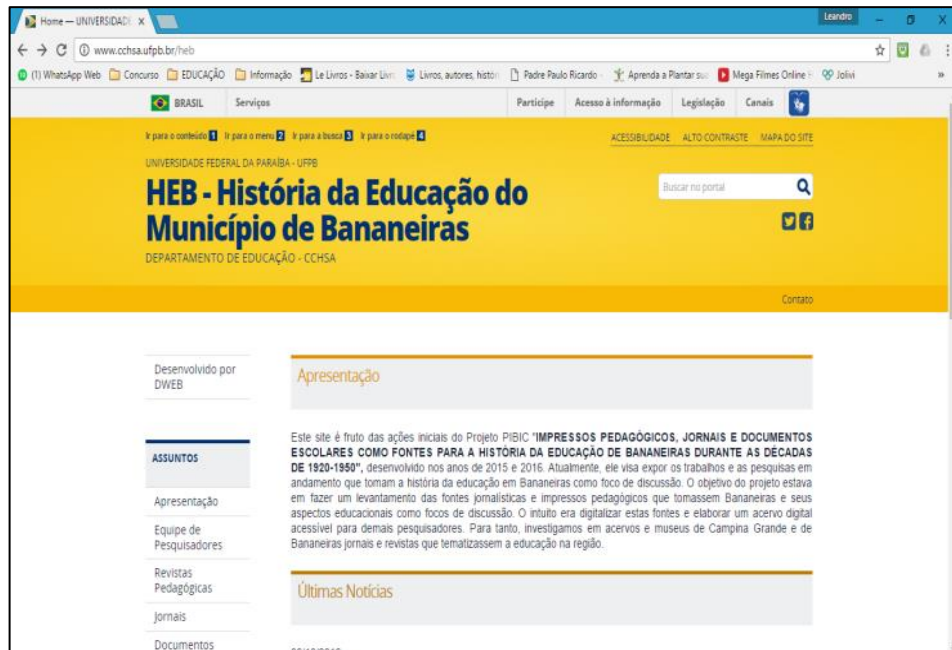 Home — UNIVERSIDADE
Leandro
www.cchsa.ufpb.br/heb
(1) WhatsApp Web Concurso EDUCAÇÃO Informação Le Livros - Baixar Livr Livros, autores, histór Padre Paulo Ricardo - Aprenda a Plantar su Mega Filmes Online Jolivi »
BRASIL Serviços Participe Acesso à informação Legislação Canais
Ir para o conteúdo 1 Ir para o menu 2 Ir para a busca 3 Ir para o rodapé 4 ACESSIBILIDADE ALTO CONTRASTE MAPA DO SITE
UNIVERSIDADE FEDERAL DA PARAÍBA - UFPB
HEB - História da Educação do
Município de Bananeiras
Buscar no portal
DEPARTAMENTO DE EDUCAÇÃO - CCHSA
Contato
Desenvolvido por
DWEB
ASSUNTOS
Apresentação
Equipe de
Pesquisadores
Revistas
Pedagógicas
Jornais
Documentos
Apresentação
Este site é fruto das ações iniciais do Projeto PIBIC "IMPRESSOS PEDAGÓGICOS, JORNAIS E DOCUMENTOS
ESCOLARES COMO FONTES PARA A HISTÓRIA DA EDUCAÇÃO DE BANANEIRAS DURANTE AS DÉCADAS
DE 1920-1950", desenvolvido nos anos de 2015 e 2016. Atualmente, ele visa expor os trabalhos e as pesquisas em
andamento que tomam a história da educação em Bananeiras como foco de discussão. O objetivo do projeto estava
em fazer um levantamento das fontes jornalísticas e impressos pedagógicos que tomassem Bananeiras e seus
aspectos educacionais como focos de discussão. O intuito era digitalizar estas fontes e elaborar um acervo digital
acessível para demais pesquisadores. Para tanto, investigamos em acervos e museus de Campina Grande e de
Bananeiras jornais e revistas que tematizassem a educação na região.
Últimas Notícias